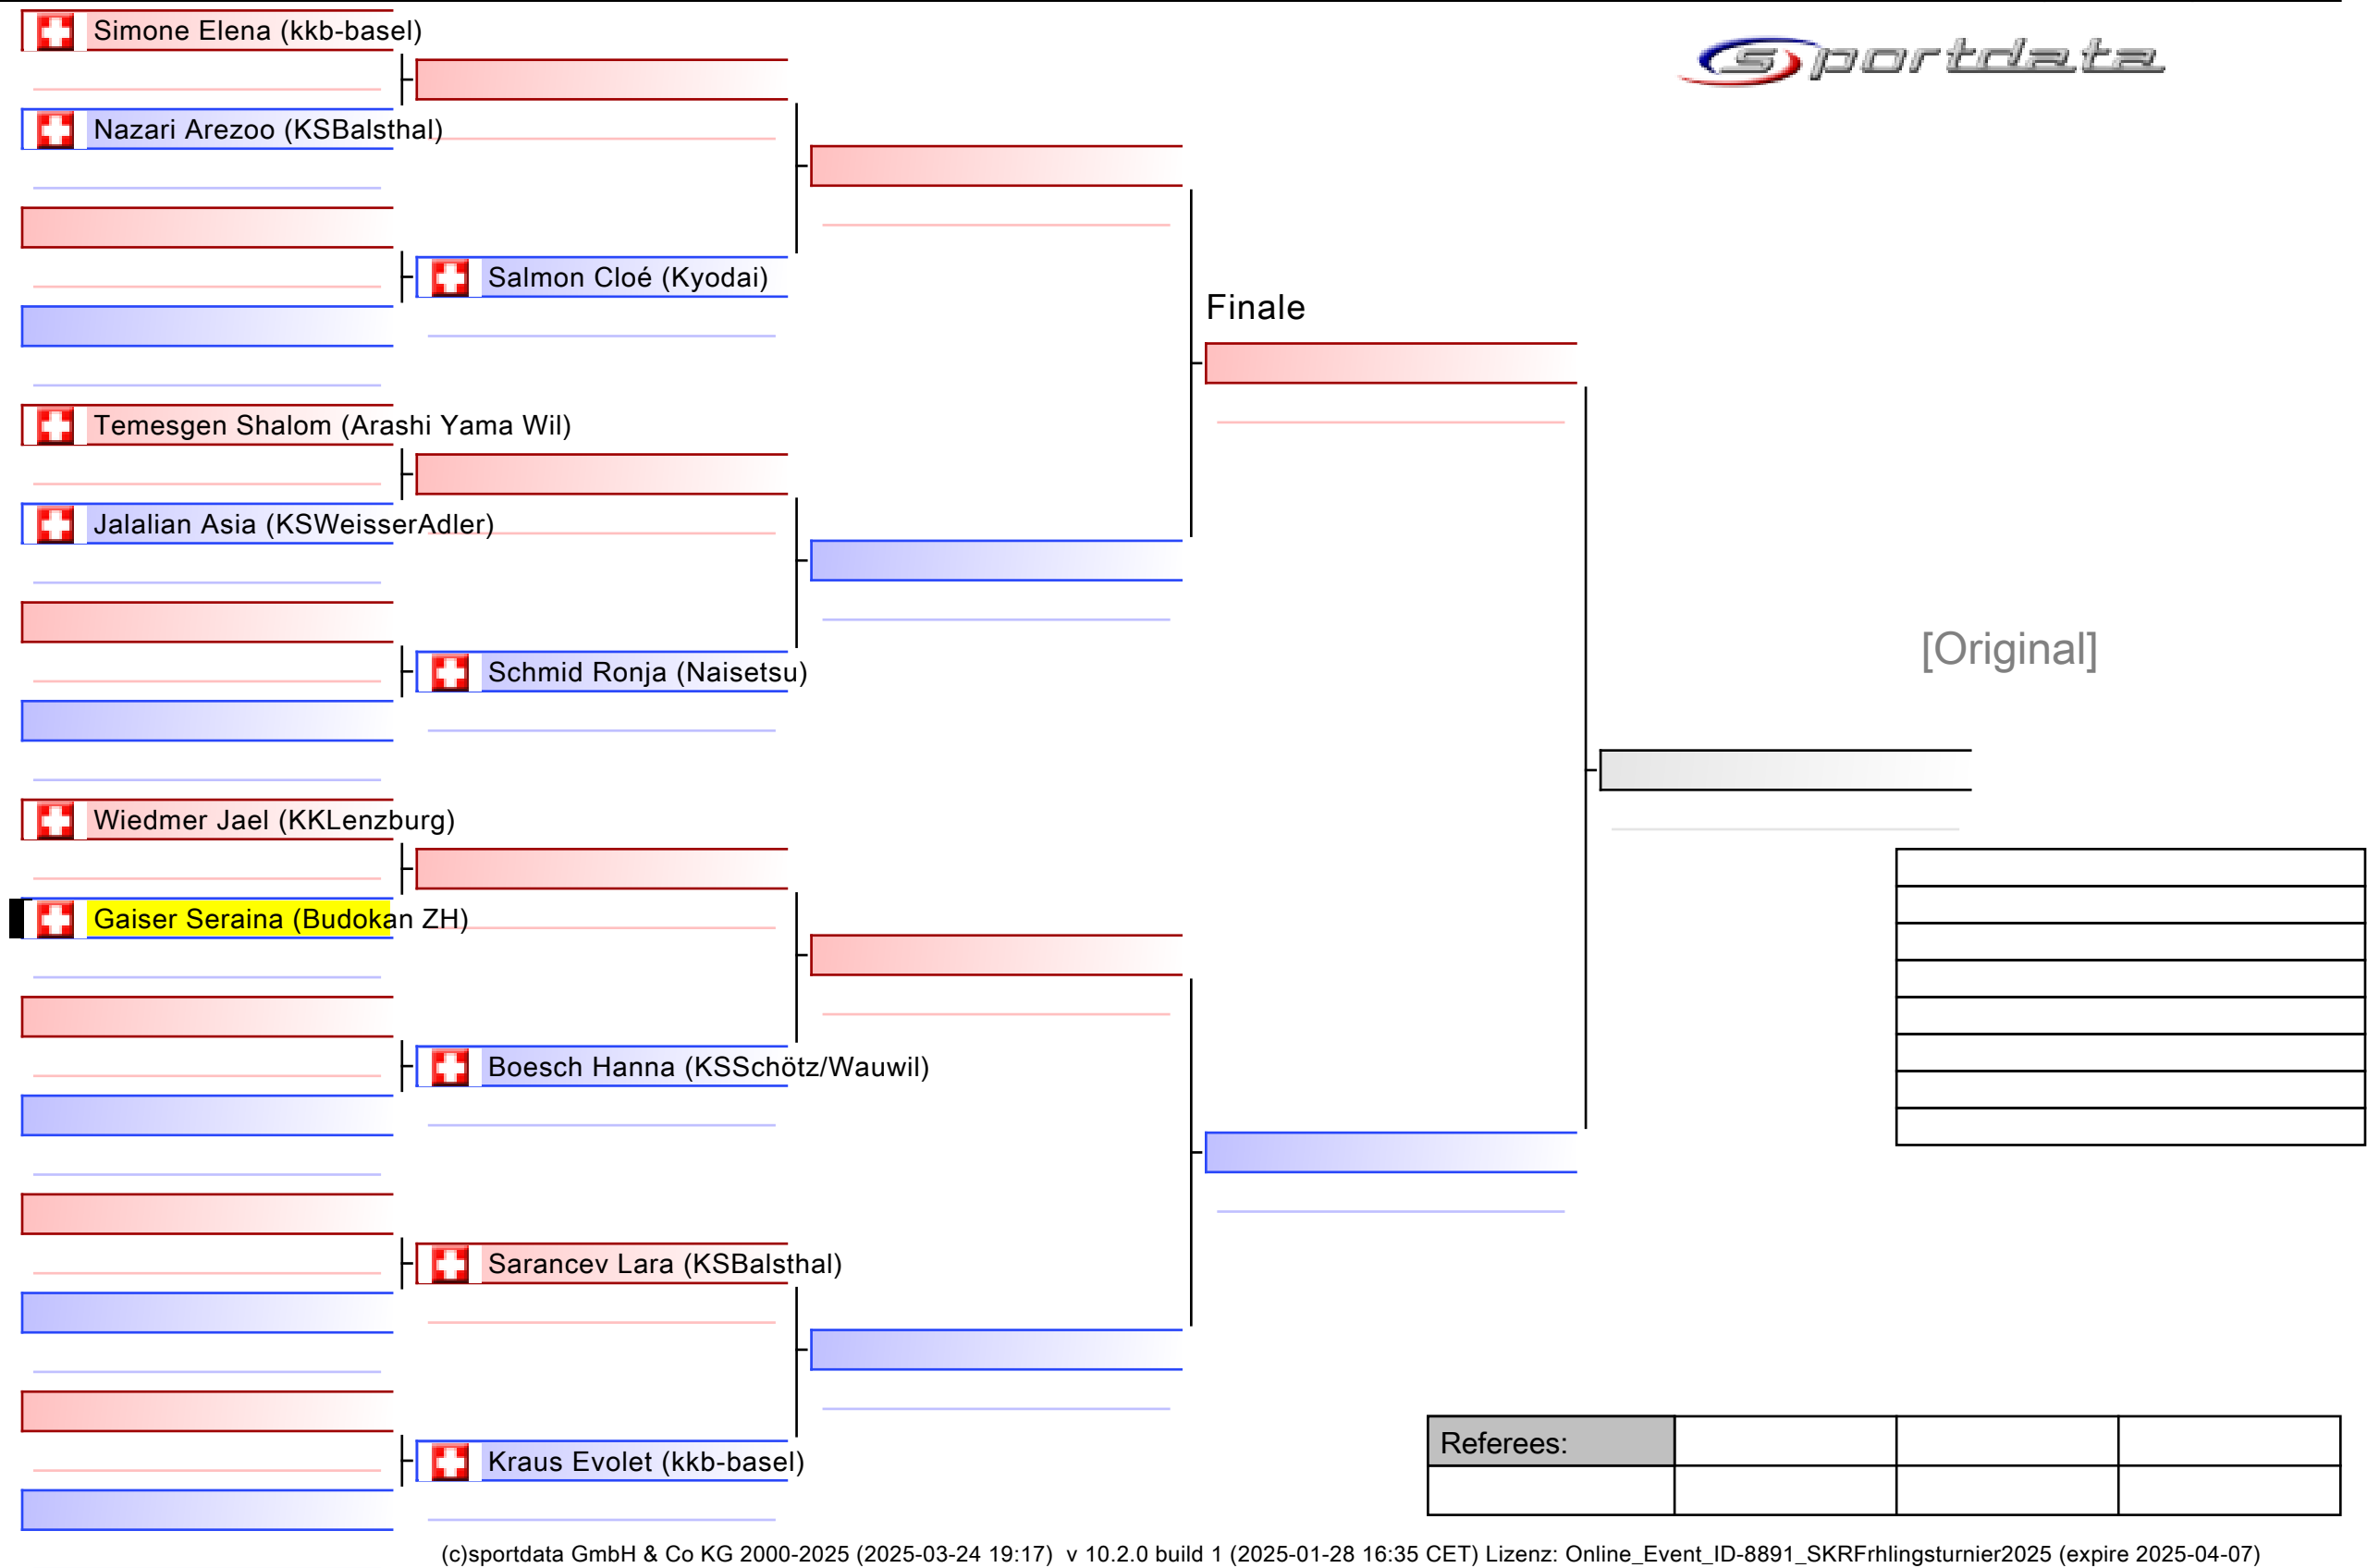 Simone Elena (kkb-basel)
sportdata
Nazari Arezoo (KSBalsthal)
Salmon Cloé (Kyodai)
Finale
Temesgen Shalom (Arashi Yama Wil)
Jalalian Asia (KSWeisserAdler)
[Original]
Schmid Ronja (Naisetsu)
Wiedmer Jael (KKLenzburg)
Gaiser Seraina (Budokan ZH)
Boesch Hanna (KSSchötz/Wauwil)
Sarancev Lara (KSBalsthal)
Referees:
Kraus Evolet (kkb-basel)
(c)sportdata GmbH & Co KG 2000-2025 (2025-03-24 19:17) v 10.2.0 build 1 (2025-01-28 16:35 CET) Lizenz: Online_Event_ID-8891_SKRFrhlingsturnier2025 (expire 2025-04-07)